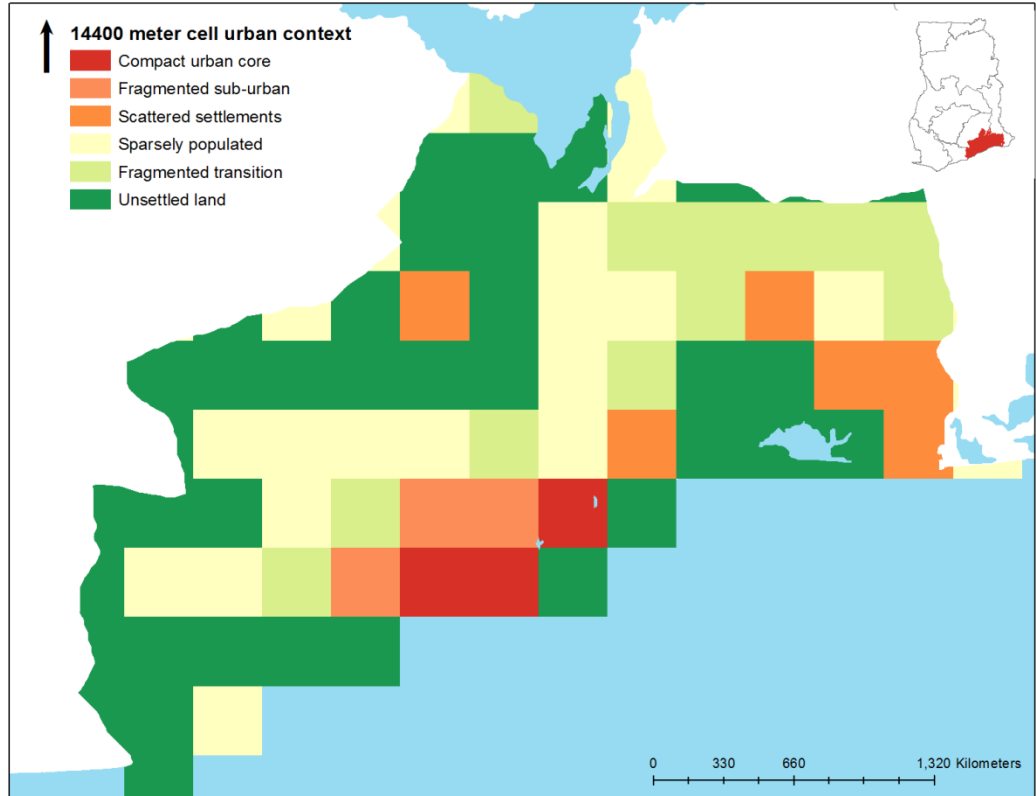 14400 meter cell urban context
Compact urban core
Fragmented sub-urban
Scattered settlements
Sparsely populated
Fragmented transition
Unsettled land
0 330 660 1,320 Kilometers